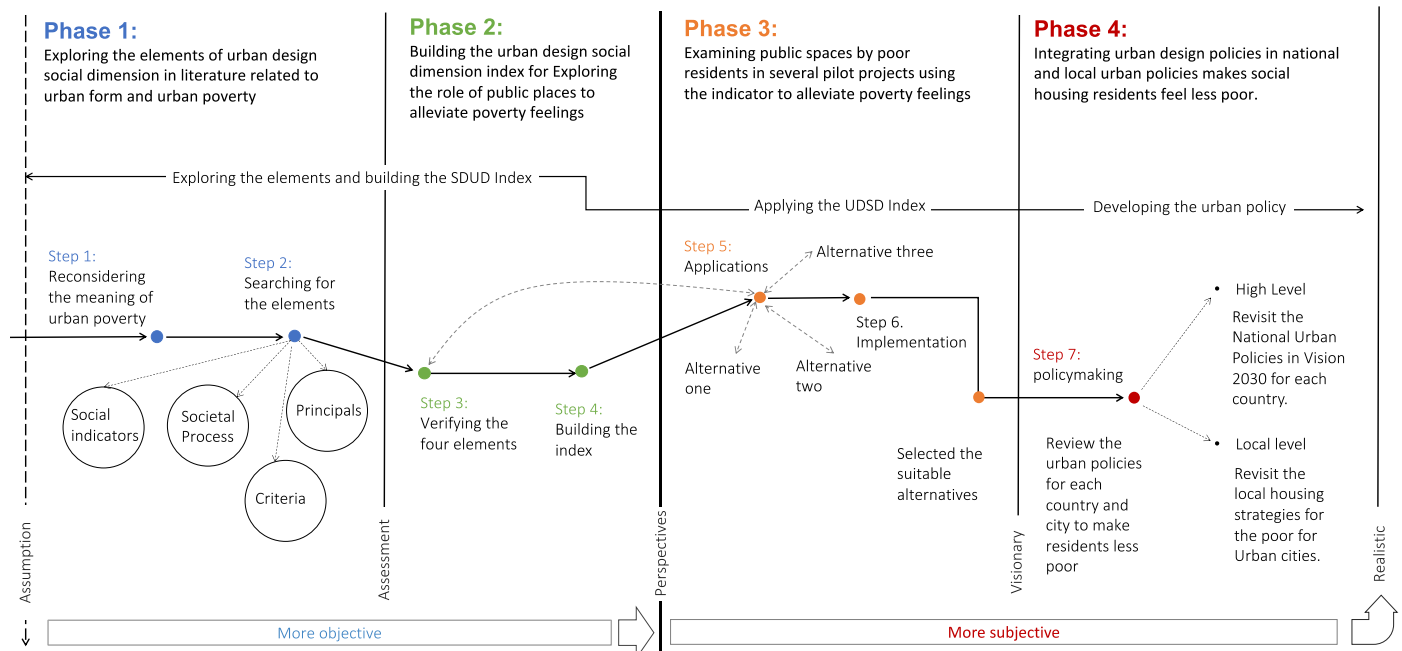 Phase 1:
Exploring the elements of urban design
social dimension in literature related to
urban form and urban poverty
Phase 2:
Building the urban design social
dimension index for Exploring
the role of public places to
alleviate poverty feelings
Phase 3:
Examining public spaces by poor
residents in several pilot projects using
the indicator to alleviate poverty feelings
Phase 4:
Integrating urban design policies in national
and local urban policies makes social
housing residents feel less poor.
Exploring the elements and building the SDUD Index
Applying the UDSD Index
Developing the urban policy
Step 1:
Reconsidering
the meaning of
urban poverty
Step 2:
Searching for
the elements
Social
indicators
Societal
Process
Criteria
Principals
Step 3:
Verifying the
four elements
Step 4:
Building the
index
Step 5:
Applications
Alternative three
Alternative
one
Alternative
two
Step 6.
Implementation
Selected the
suitable
alternatives
Step 7:
policymaking
Review the
urban policies
for each
country and
city to make
residents less
poor
• High Level
Revisit the
National Urban
Policies in Vision
2030 for each
country.
• Local level
Revisit the
local housing
strategies for
the poor for
Urban cities.
Assumption
Assessment
Perspectives
Visionary
Realistic
More objective
More subjective